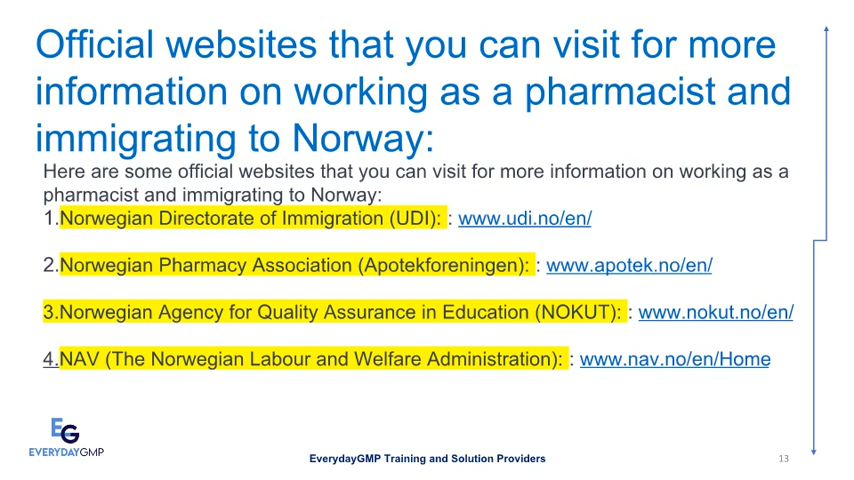 Official websites that you can visit for more
information on working as a pharmacist and
immigrating to Norway:
Here are some official websites that you can visit for more information on working as a
pharmacist and immigrating to Norway:
1.Norwegian Directorate of Immigration (UDI): : www.udi.no/en/
2.Norwegian Pharmacy Association (Apotekforeningen): : www.apotek.no/en/
3.Norwegian Agency for Quality Assurance in Education (NOKUT): : www.nokut.no/en/
4.NAV (The Norwegian Labour and Welfare Administration): : www.nav.no/en/Home
EG
EVERYDAYGMP
EverydayGMP Training and Solution Providers
13